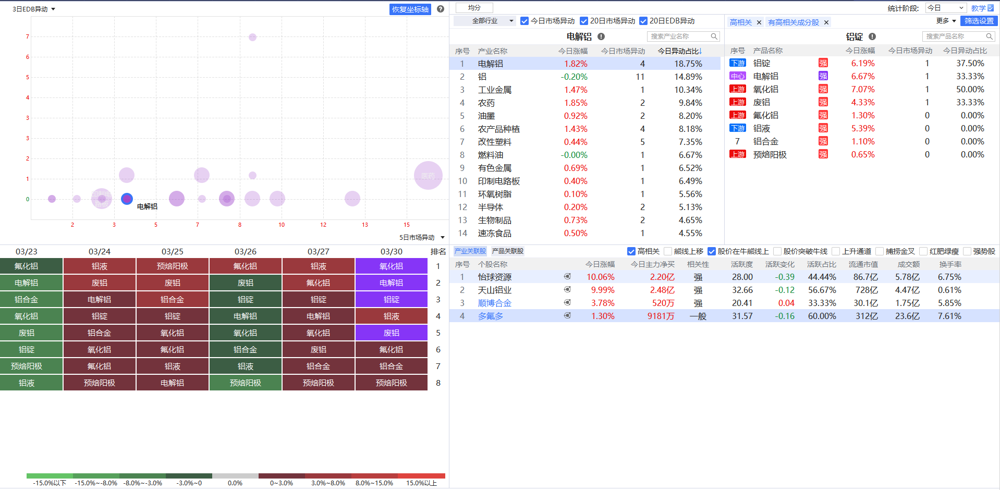 3日EDB异动
恢复坐标轴
7
6
5
4
3
3
2
1
0
医药
印制电路板
电解铝
2 3 5 7 8 10 12 13 15
5日市场异动
均分
统计阶段: 今日 教学
全部行业 今日市场异动 20日市场异动 20日EDB异动
电解铝 搜索产业名称
序号 产业名称 今日涨幅 今日市场异动 今日异动占比↓
1 电解铝 1.82% 4 18.75%
2 铝 -0.20% 11 14.89%
3 工业金属 1.47% 1 10.34%
4 农药 1.85% 2 9.84%
5 油墨 0.92% 2 8.20%
6 农产品种植 1.43% 4 8.18%
7 改性塑料 0.44% 5 7.35%
8 燃料油 -0.00% 1 6.67%
9 有色金属 0.69% 1 6.52%
10 印制电路板 0.40% 1 6.49%
11 环氧树脂 0.10% 1 5.56%
12 半导体 0.20% 2 5.13%
13 生物制品 0.73% 2 4.65%
14 速冻食品 0.50% 1 4.55%
高相关 × 有高相关成分股 × 更多 筛选设置
铝锭 搜索产品名称
序号 产品名称 今日涨幅 今日市场异动 今日异动占比
下游 铝锭 强 6.19% 1 37.50%
中心 电解铝 强 6.67% 1 33.33%
上游 氧化铝 强 7.07% 1 50.00%
上游 废铝 强 4.33% 1 33.33%
上游 氟化铝 强 1.30% 0 0.00%
下游 铝液 强 5.39% 0 0.00%
7 铝合金 强 1.10% 0 0.00%
上游 预焙阳极 强 0.65% 0 0.00%
03/23 03/24 03/25 03/26 03/27 03/30 排名
氟化铝 铝液 预焙阳极 氟化铝 铝液 氧化铝 1
电解铝 废铝 废铝 废铝 氟化铝 电解铝 2
铝合金 电解铝 铝合金 铝锭 铝锭 铝锭 3
氧化铝 铝锭 铝锭 电解铝 电解铝 铝液 4
废铝 铝合金 氧化铝 氧化铝 氧化铝 废铝 5
铝锭 氧化铝 氟化铝 铝合金 废铝 氟化铝 6
预焙阳极 氟化铝 铝液 铝液 铝合金 铝合金 7
铝液 预焙阳极 电解铝 预焙阳极 预焙阳极 预焙阳极 8
-15.0%以下 -15.0%~-8.0% -8.0%~-3.0% -3.0%~0 0.0% 0~3.0% 3.0%~8.0% 8.0%~15.0% 15.0%以上
产业关联股 产品关联股 高相关 能线上移 股价在牛能线上 股价突破牛线 上升通道 捕捞金叉 红肥绿瘦 强势股
序号 个股名称 今日涨幅 今日主力净买 相关性 活跃度 活跃变化 活跃占比 流通市值 成交额 换手率
1 怡球资源 10.06% 2.20亿 强 28.00 -0.39 44.44% 86.7亿 5.78亿 6.75%
2 天山铝业 9.99% 2.48亿 强 32.66 -0.12 56.67% 728亿 4.47亿 0.61%
3 顺博合金 3.78% 520万 强 20.41 0.04 33.33% 30.1亿 1.75亿 5.85%
4 多氟多 1.30% 9181万 一般 31.57 -0.16 60.00% 312亿 23.6亿 7.61%